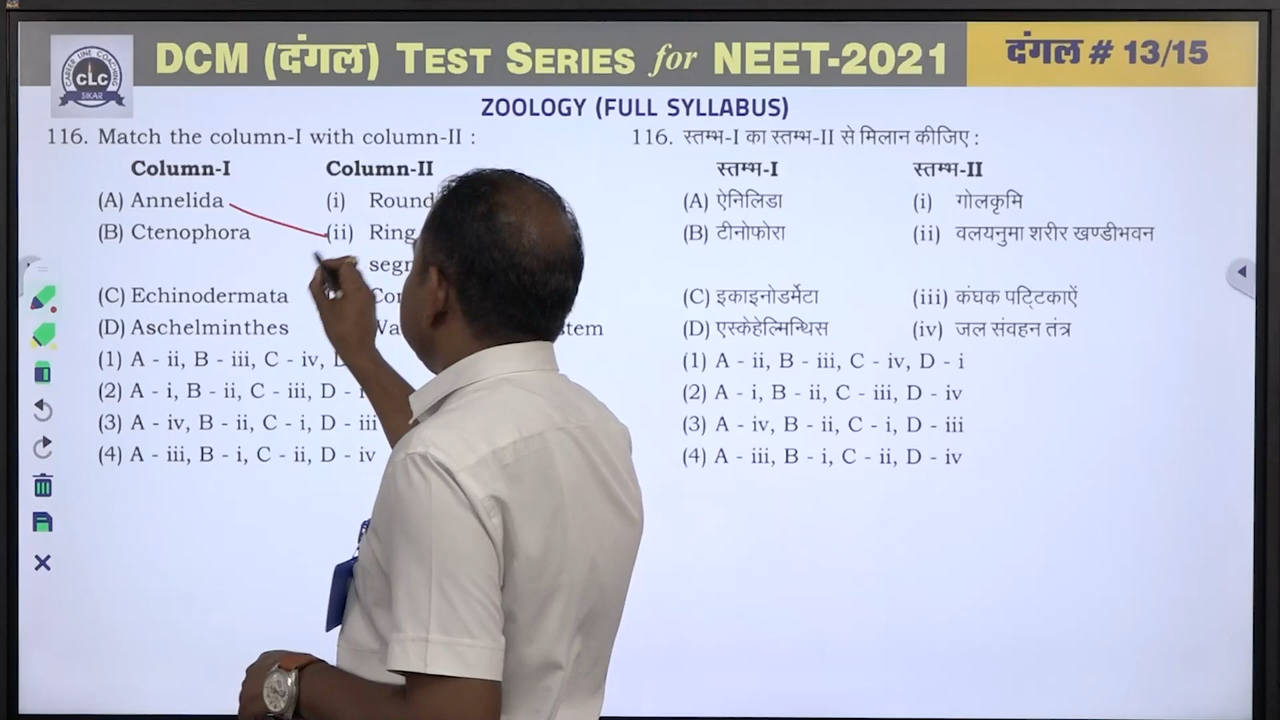 CAREER LINE COACHING
CLC
SIKAR
DCM (दंगल) TEST SERIES for NEET-2021
दंगल # 13/15
ZOOLOGY (FULL SYLLABUS)
116. Match the column-I with column-II :
Column-I Column-II
(A) Annelida (i) Round
(B) Ctenophora (ii) Ring
(C) Echinodermata
(D) Aschelminthes
(1) A - ii, B - iii, C - iv,
(2) A - i, B - ii, C - iii, D -
(3) A - iv, B - ii, C - i, D - iii
(4) A - iii, B - i, C - ii, D - iv
116. स्तम्भ-I का स्तम्भ-II से मिलान कीजिए :
स्तम्भ-I स्तम्भ-II
(A) ऐनिलिडा (i) गोलकृमि
(B) टीनोफोरा (ii) वलयनुमा शरीर खण्डीभवन
(C) इकाइनोडर्मेटा (iii) कंघक पट्टिकाऐं
(D) एस्केहेल्मिन्थिस (iv) जल संवहन तंत्र
(1) A - ii, B - iii, C - iv, D - i
(2) A - i, B - ii, C - iii, D - iv
(3) A - iv, B - ii, C - i, D - iii
(4) A - iii, B - i, C - ii, D - iv